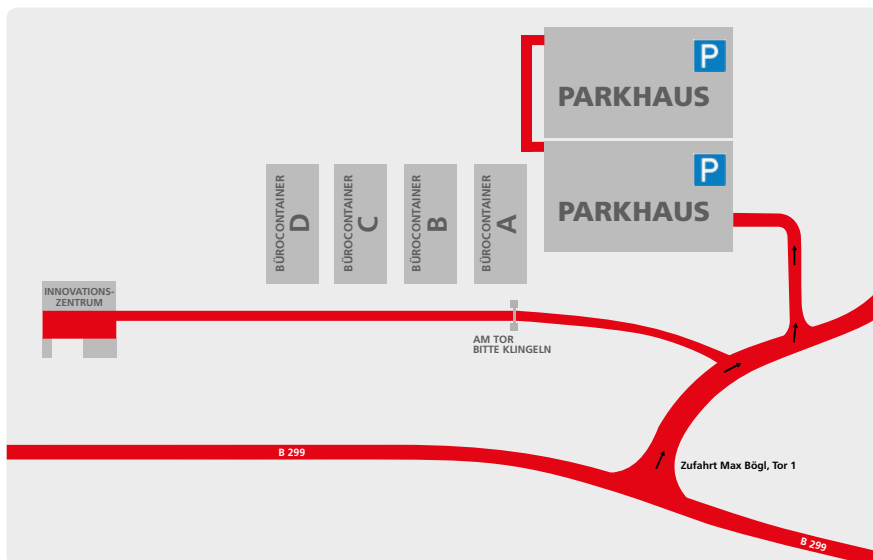 P
PARKHAUS
P
PARKHAUS
BÜROCONTAINER
D
BÜROCONTAINER
C
BÜROCONTAINER
B
BÜROCONTAINER
A
INNOVATIONS-
ZENTRUM
AM TOR
BITTE KLINGELN
B 299
Zufahrt Max Bögl, Tor 1
B 299